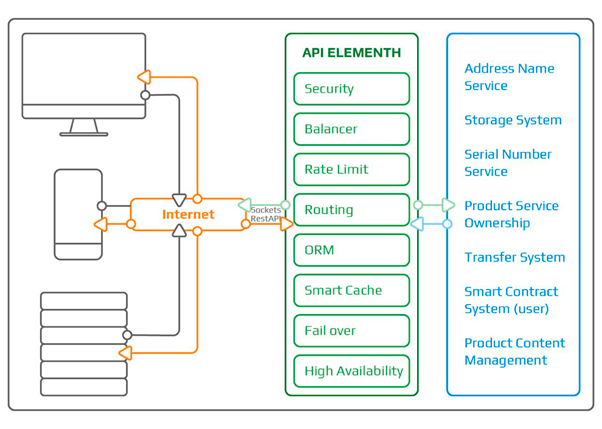 API ELEMENTH
Security
Balancer
Rate Limit
Routing
ORM
Smart Cache
Fail over
High Availability
Internet
Sockets
RestAPI
Address Name
Service
Storage System
Serial Number
Service
Product Service
Ownership
Transfer System
Smart Contract
System (user)
Product Content
Management